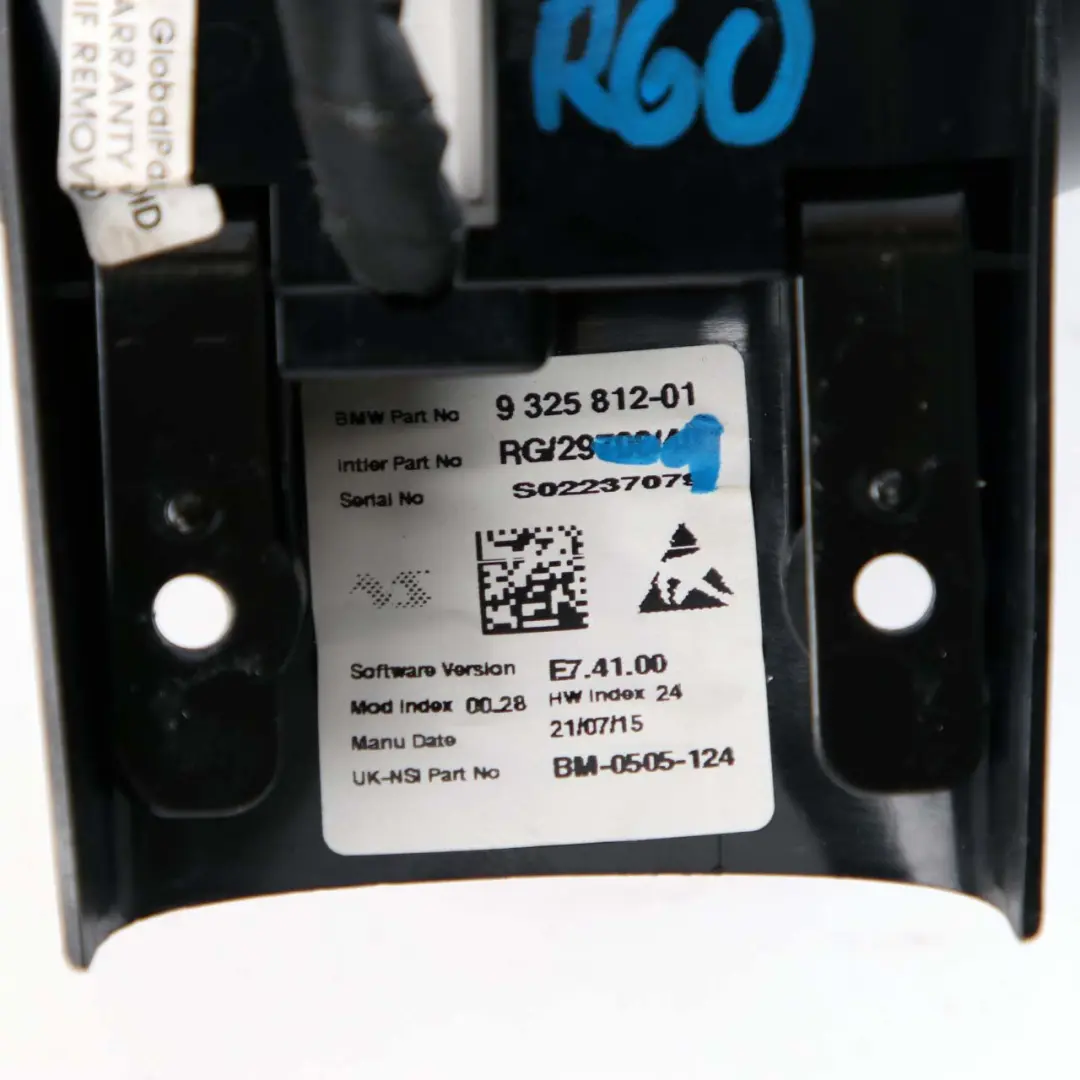 GlobalPa
ARRANTY
IF REMOV
R60
BMW Part No 9 325 812-01
Intier Part No RG/29
Serial No S02237079
Software Version E7.41.00
Mod Index 00.28 HW Index 24
Manu Date 21/07/15
UK-NSI Part No BM-0505-124